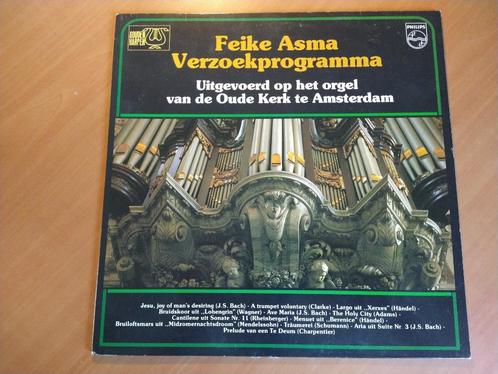 GOUDEN
HARPEN
PHILIPS
Feike Asma
Verzoekprogramma
Uitgevoerd op het orgel
van de Oude Kerk te Amsterdam
Jesu, joy of man's desiring (J.S. Bach) - A trumpet voluntary (Clarke) - Largo uit „Xerxes" (Händel) -
Bruidskoor uit „Lohengrin" (Wagner) - Ave Maria (J.S. Bach) - The Holy City (Adams) -
Cantilene uit Sonate Nr. 11 (Rheinberger) - Menuet uit „Berenice" (Händel) -
Bruiloftsmars uit „Midzomernachtsdroom" (Mendelssohn) - Träumerei (Schumann) - Aria uit Suite Nr. 3 (J.S. Bach) -
Prelude van een Te Deum (Charpentier)